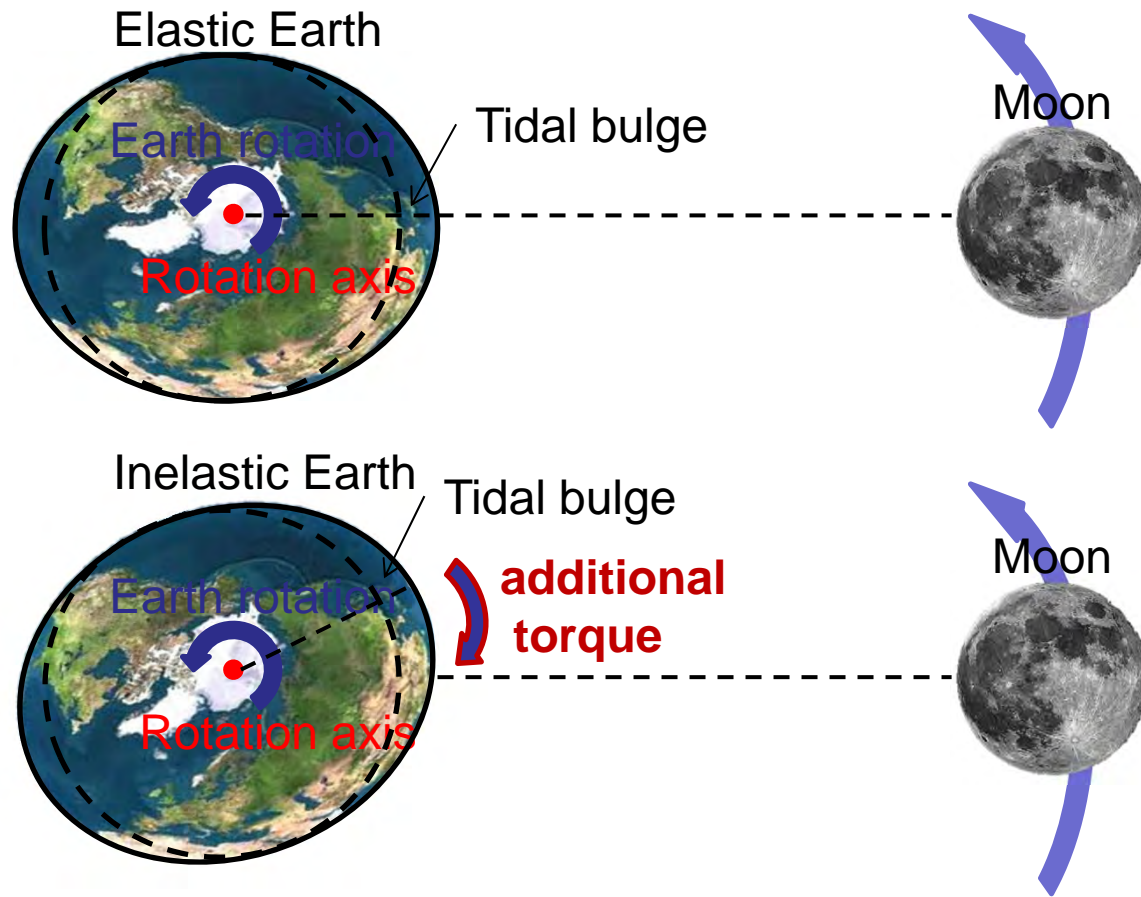 Elastic Earth
Moon
Tidal bulge
Earth rotation
Rotation axis
Inelastic Earth
Tidal bulge
Moon
additional
torque
Earth rotation
Rotation axis